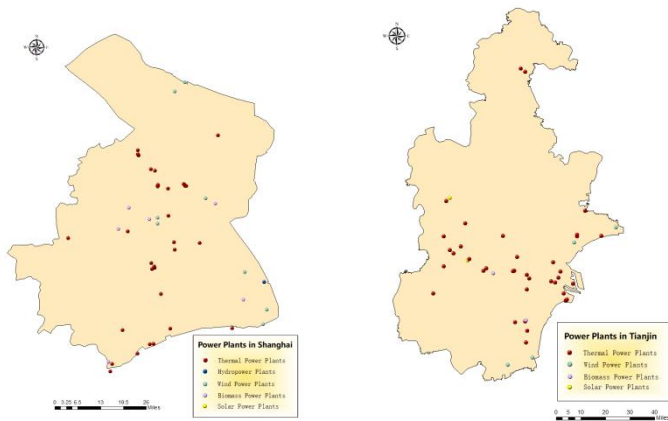 N
W E
S
N
W E
S
Power Plants in Shanghai
Thermal Power Plants
Hydropower Plants
Wind Power Plants
Biomass Power Plants
Solar Power Plants
0 3.25 6.5 13 19.5 26
Miles
Power Plants in Tianjin
Thermal Power Plants
Wind Power Plants
Biomass Power Plants
Solar Power Plants
0 5 10 20 30 40
Miles